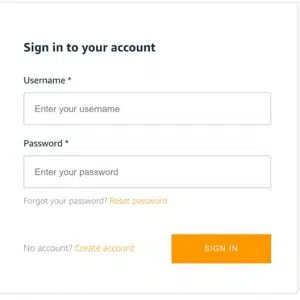 Sign in to your account
Username *
Enter your username
Password *
Enter your password
Forgot your password? Reset password
No account? Create account SIGN IN